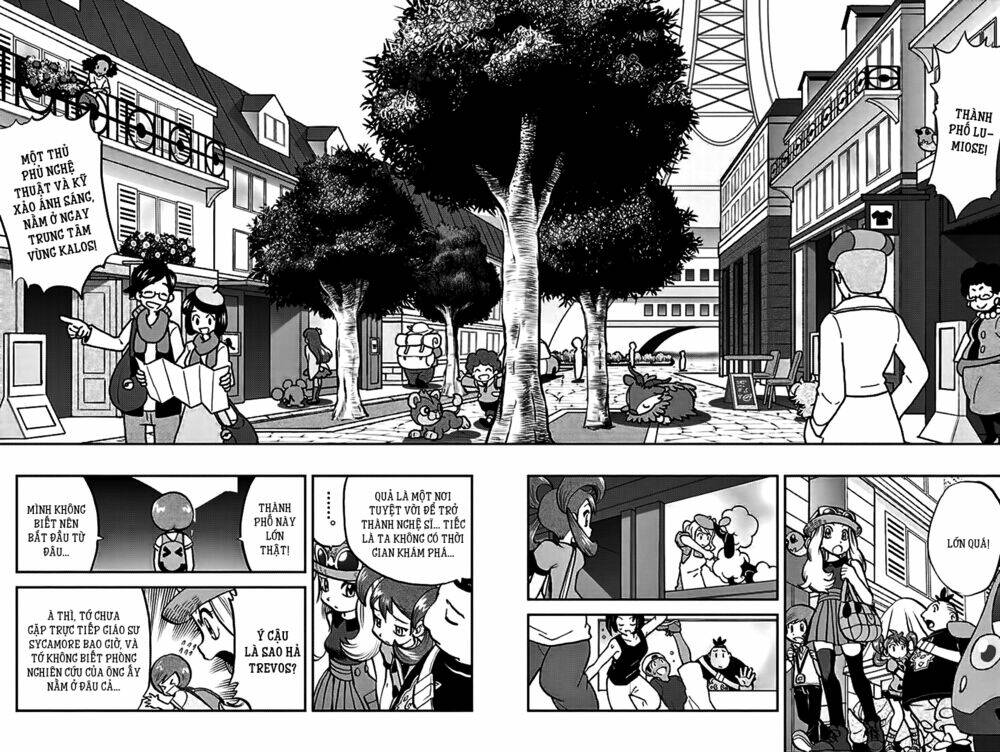 THÀNH
PHỐ LU-
MIOSE!
MỘT THỦ
PHỦ NGHỆ
THUẬT VÀ KỸ
XẢO ÁNH SÁNG,
NẰM Ở NGAY
TRUNG TÂM
VÙNG KALOS!
LỚN QUÁ!
QUẢ LÀ MỘT NƠI
TUYỆT VỜI ĐỂ TRỞ
THÀNH NGHỆ SĨ... TIẾC
LÀ TA KHÔNG CÓ THỜI
GIAN KHÁM PHÁ...
......
THÀNH
PHỐ NÀY
LỚN
THẬT!
MÌNH KHÔNG
BIẾT NÊN
BẮT ĐẦU TỪ
ĐÂU...
Ý CẬU
LÀ SAO HẢ
TREVOS?
À THÌ, TỚ CHƯA
GẶP TRỰC TIẾP GIÁO SƯ
SYCAMORE BAO GIỜ, VÀ
TỚ KHÔNG BIẾT PHÒNG
NGHIÊN CỨU CỦA ÔNG ẤY
NẰM Ở ĐÂU CẢ...